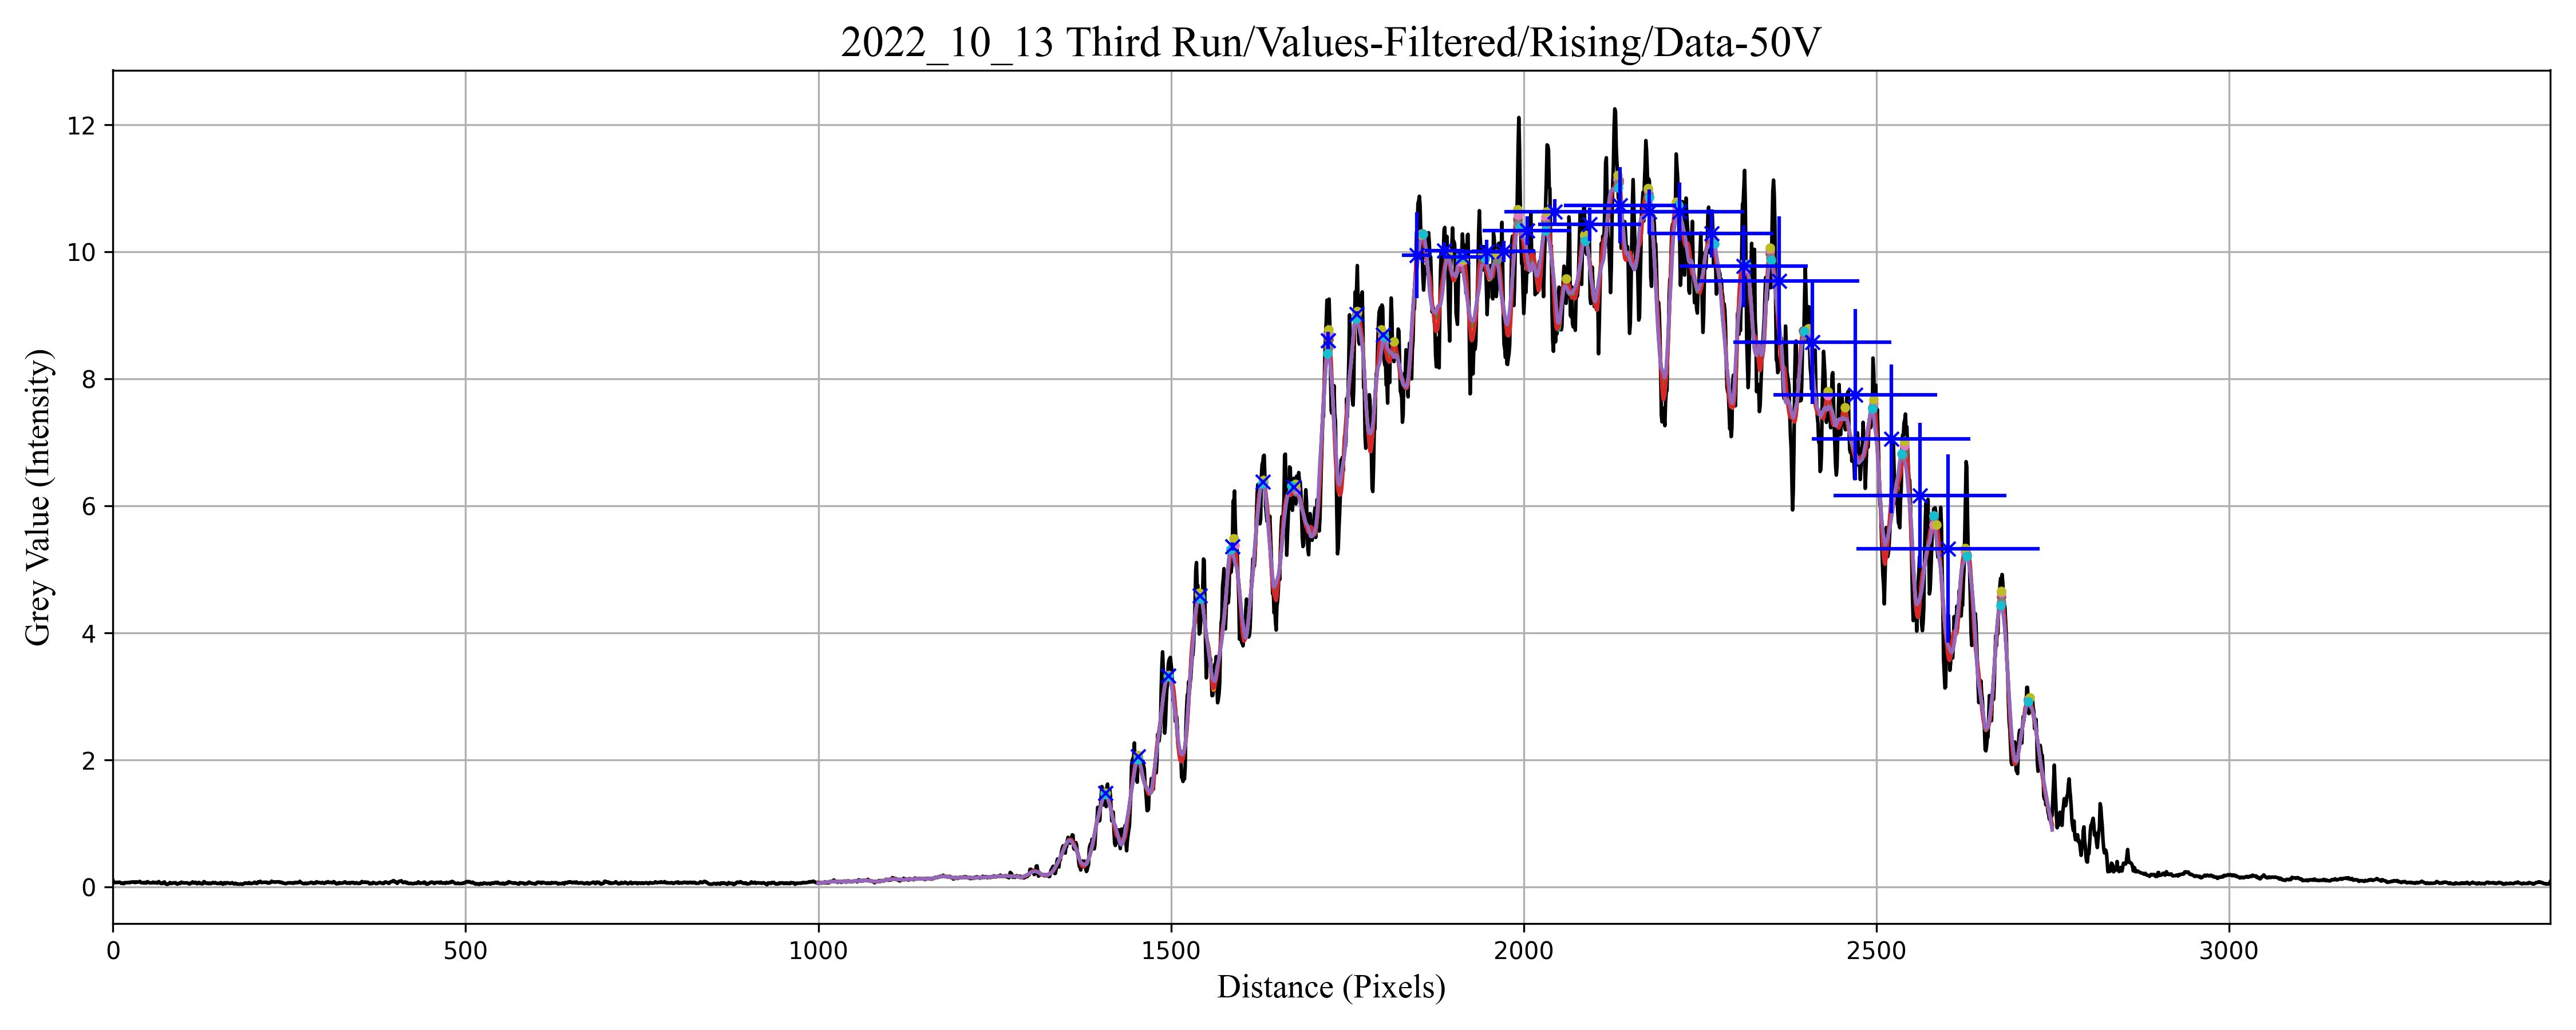 2022_10_13 Third Run/Values-Filtered/Rising/Data-50V
Grey Value (Intensity)
12
10
8
6
4
2
0
0 500 1000 1500 2000 2500 3000
Distance (Pixels)